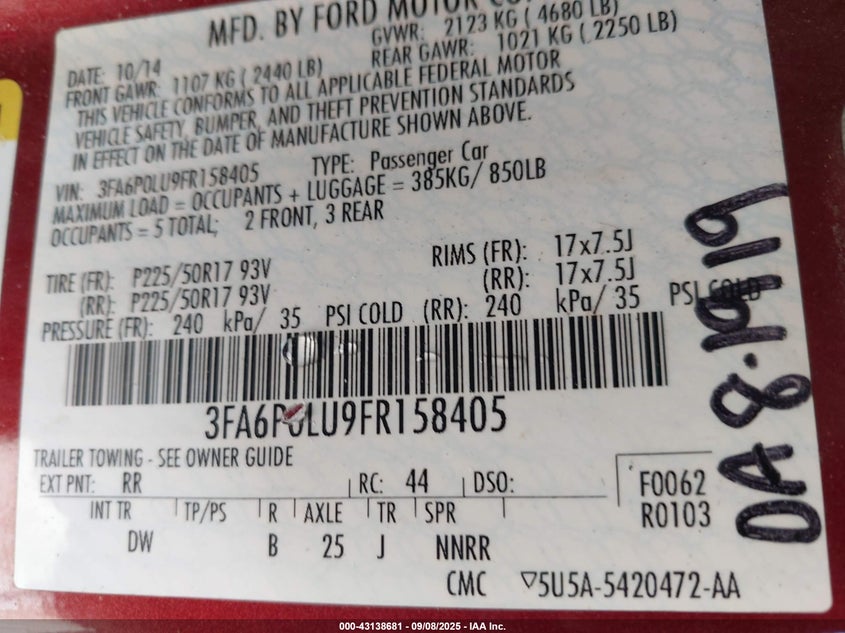 MFD. BY FORD MOTOR CO
DATE: 10/14 GVWR: 2123 KG ( 4680 LB)
FRONT GAWR: 1107 KG ( 2440 LB) REAR GAWR: 1021 KG ( 2250 LB)
THIS VEHICLE CONFORMS TO ALL APPLICABLE FEDERAL MOTOR
VEHICLE SAFETY, BUMPER, AND THEFT PREVENTION STANDARDS
IN EFFECT ON THE DATE OF MANUFACTURE SHOWN ABOVE.
VIN: 3FA6P0LU9FR158405 TYPE: Passenger Car
MAXIMUM LOAD = OCCUPANTS + LUGGAGE = 385KG/ 850LB
OCCUPANTS = 5 TOTAL; 2 FRONT, 3 REAR
TIRE (FR): P225/50R17 93V RIMS (FR): 17x7.5J
(RR): P225/50R17 93V (RR): 17x7.5J
PRESSURE (FR): 240 kPa/ 35 PSI COLD (RR): 240 kPa/ 35 PSI COLD
3FA6P0LU9FR158405
TRAILER TOWING - SEE OWNER GUIDE
EXT PNT: RR RC: 44 DSO: F0062
INT TR TP/PS R AXLE TR SPR R0103
DW B 25 J NNRR
CMC ▽5U5A-5420472-AA
DA 8.19.19
000-43138681 - 09/08/2025 - IAA Inc.